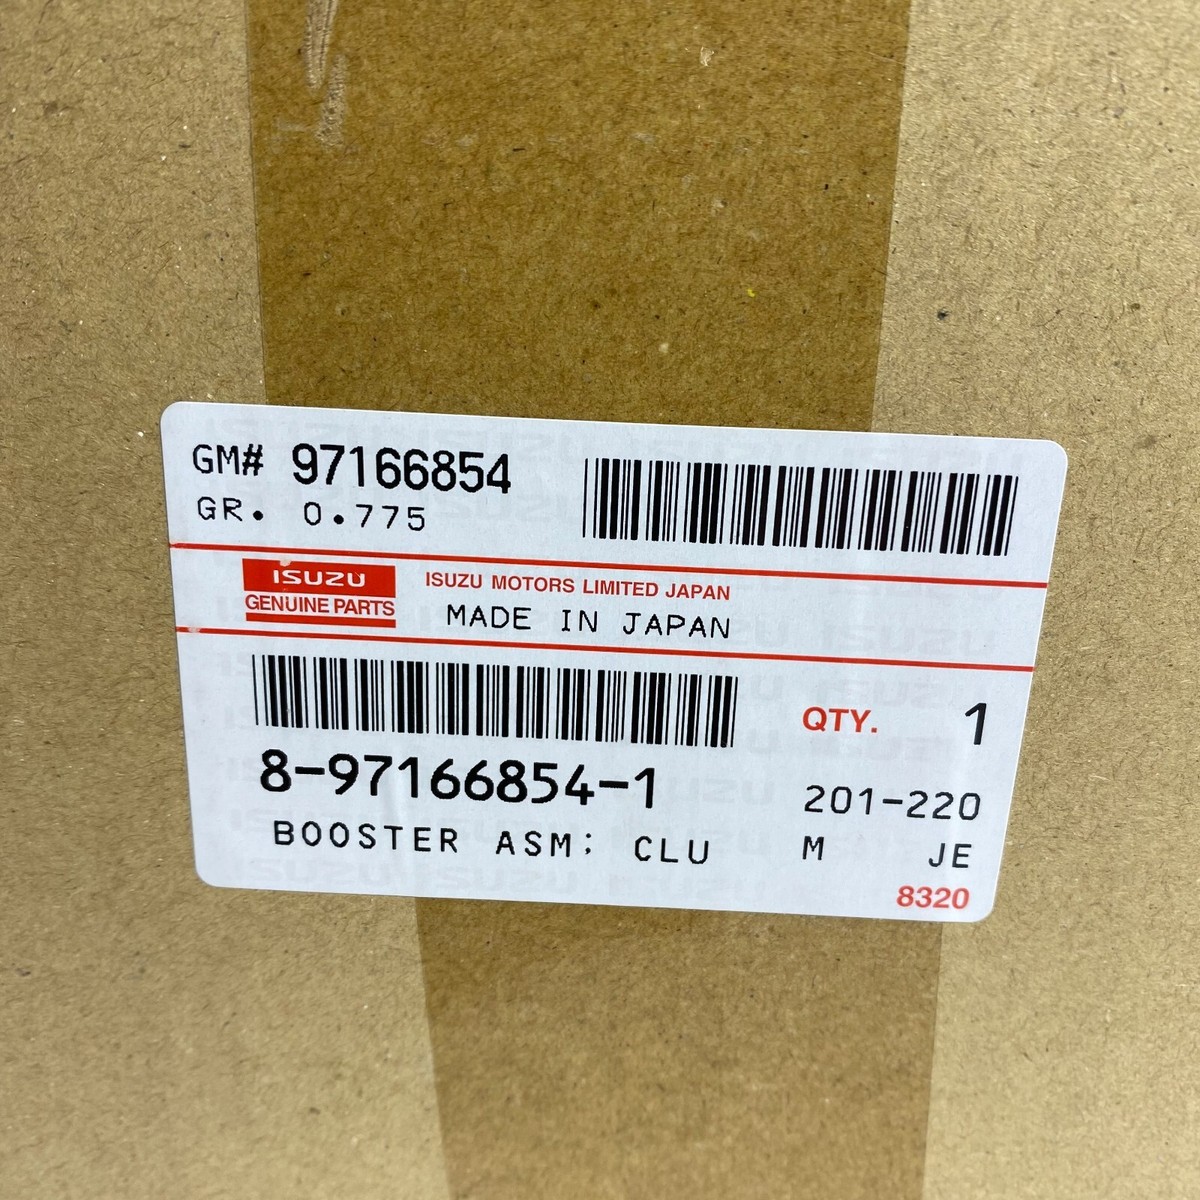 GM# 97166854
GR. 0.775
ISUZU
GENUINE PARTS
ISUZU MOTORS LIMITED JAPAN
MADE IN JAPAN
QTY. 1
8-97166854-1
201-220
BOOSTER ASM; CLU
M JE
8320